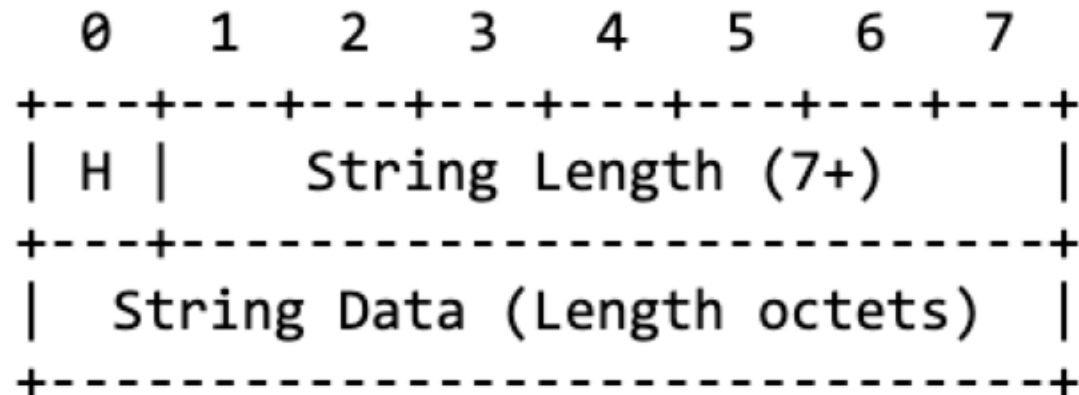 0   1   2   3   4   5   6   7
+---+---+---+---+---+---+---+---+
| H |    String Length (7+)     |
+---+---------------------------+
|  String Data (Length octets)  |
+-------------------------------+